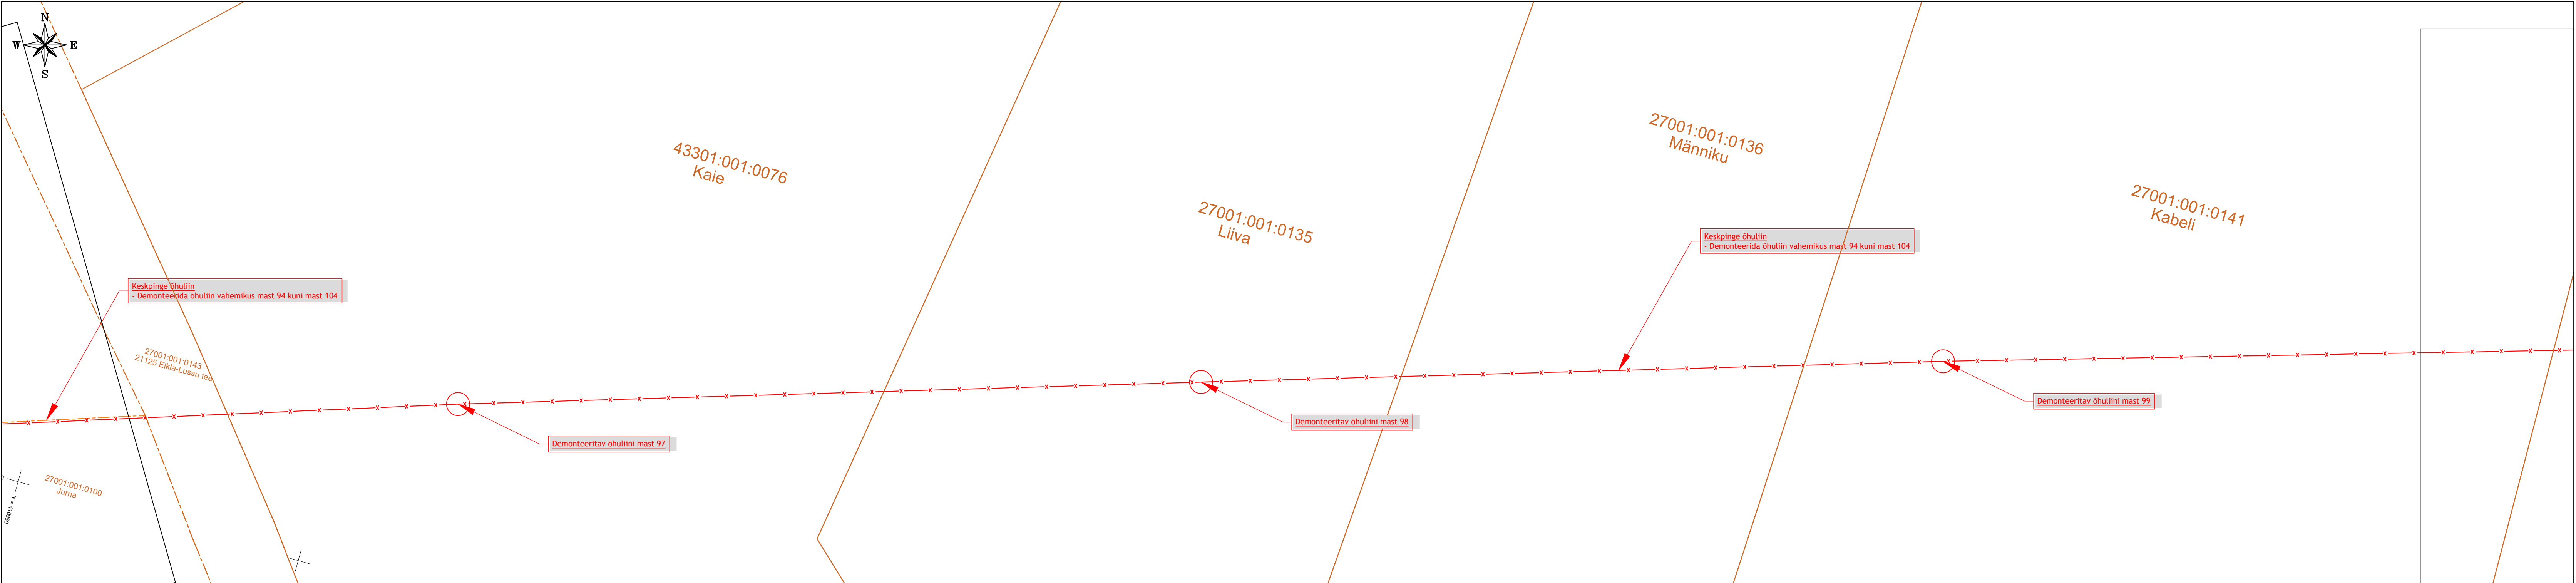 N
W E
S
43301:001:0076
Kaie
27001:001:0135
Liiva
27001:001:0136
Männiku
27001:001:0141
Kabeli
Keskpinge õhuliin
- Demonteerida õhuliin vahemikus mast 94 kuni mast 104
Keskpinge õhuliin
- Demonteerida õhuliin vahemikus mast 94 kuni mast 104
27001:001:0143
21125 Eikla-Lussu tee
Demonteeritav õhuliini mast 97
Demonteeritav õhuliini mast 98
Demonteeritav õhuliini mast 99
27001:001:0100
Jurna
Y = 410850